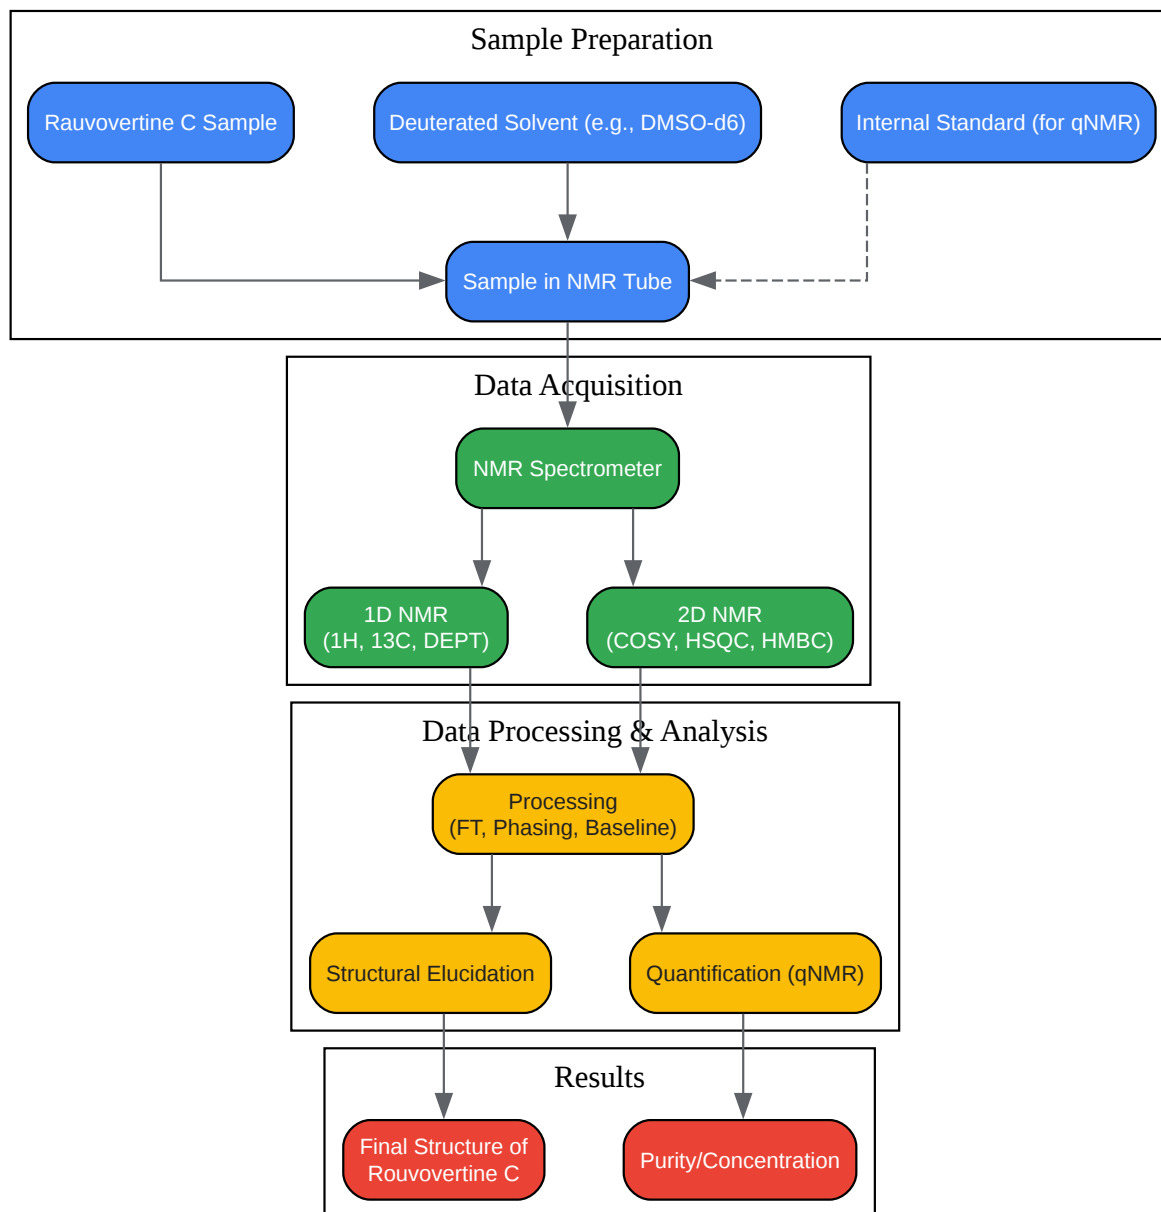 Sample Preparation
Rauvovertine C Sample
Deuterated Solvent (e.g., DMSO-d6)
Internal Standard (for qNMR)
Sample in NMR Tube
Data Acquisition
NMR Spectrometer
1D NMR
(1H, 13C, DEPT)
2D NMR
(COSY, HSQC, HMBC)
Data Processing & Analysis
Processing
(FT, Phasing, Baseline)
Structural Elucidation
Quantification (qNMR)
Results
Final Structure of
Rouvovertine C
Purity/Concentration